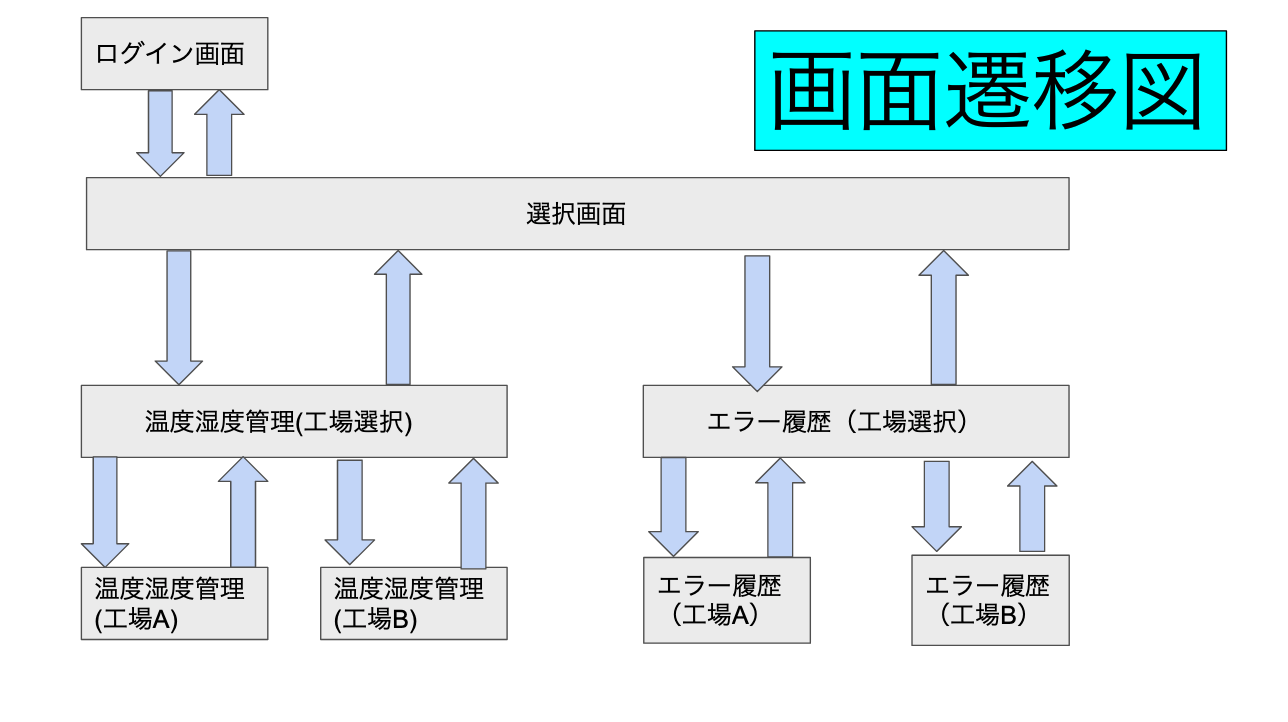 ログイン画面
画面遷移図
選択画面
温度湿度管理(工場選択)
エラー履歴（工場選択）
温度湿度管理
(工場A)
温度湿度管理
(工場B)
エラー履歴
（工場A）
エラー履歴
（工場B）